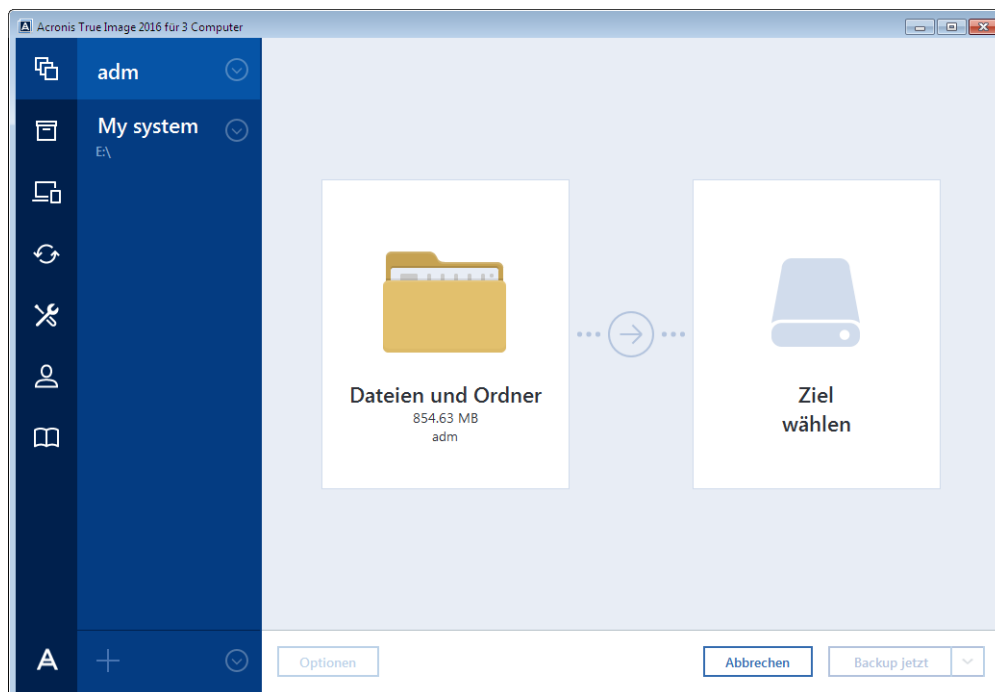 Acronis True Image 2016 für 3 Computer
adm
My system
E:\
Dateien und Ordner
854.63 MB
adm
Ziel
wählen
Optionen
Abbrechen
Backup jetzt